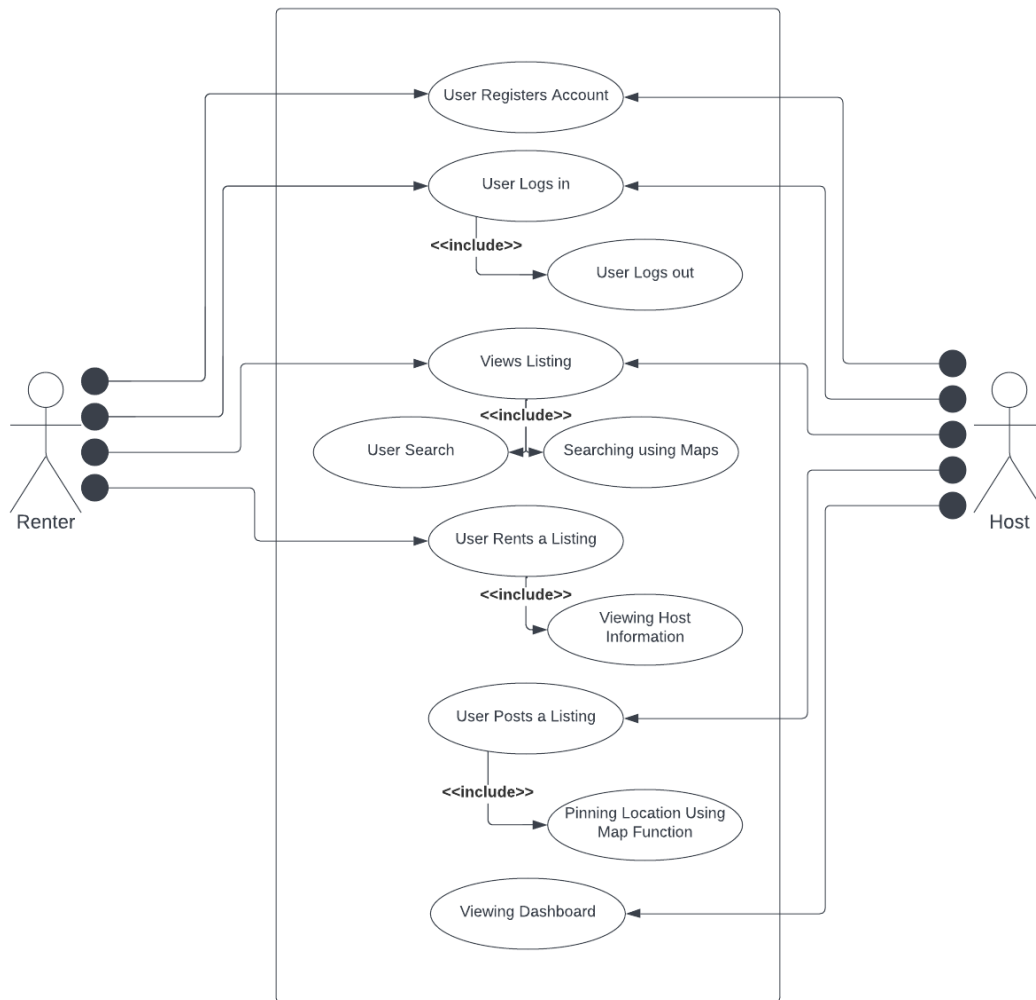 User Registers Account
User Logs in
<<include>>
User Logs out
Views Listing
<<include>>
User Search
Searching using Maps
Renter
Host
User Rents a Listing
<<include>>
Viewing Host
Information
User Posts a Listing
<<include>>
Pinning Location Using
Map Function
Viewing Dashboard